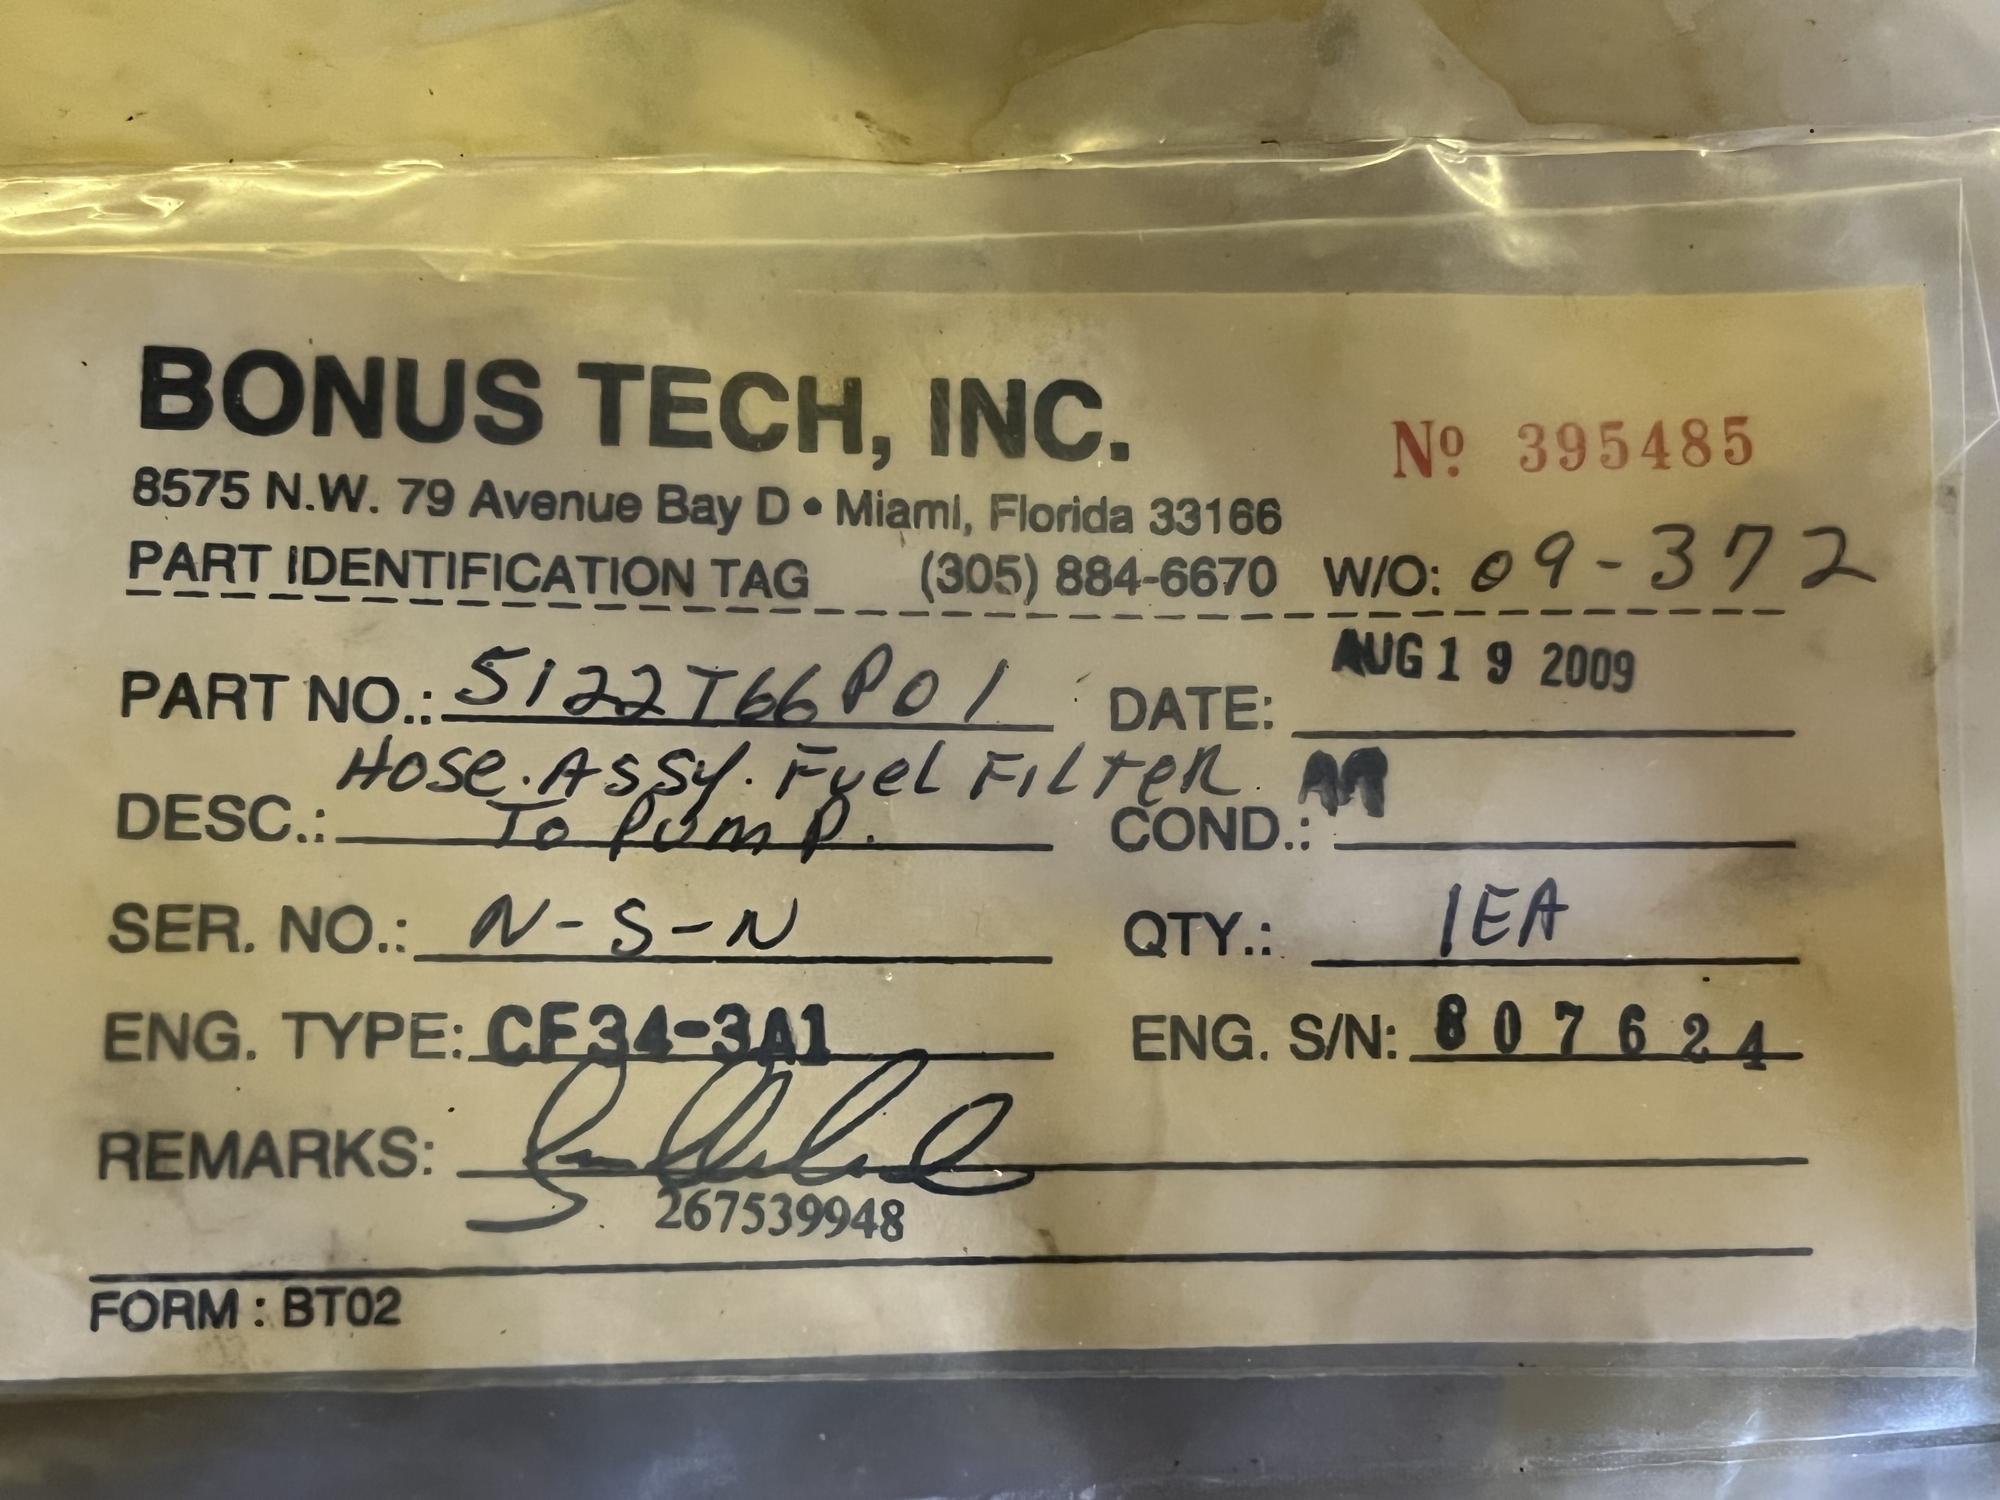 BONUS TECH, INC.
Nº 395485
8575 N.W. 79 Avenue Bay D • Miami, Florida 33166
PART IDENTIFICATION TAG (305) 884-6670 W/O: 09-372
PART NO.: 5122T66P01 DATE: AUG 19 2009
Hose. Assy. Fuel Filter
DESC.: To Pump. COND.:
SER. NO.: N-S-N QTY.: 1EA
ENG. TYPE: CF34-3A1 ENG. S/N: 807624
REMARKS:
267539948
FORM : BT02